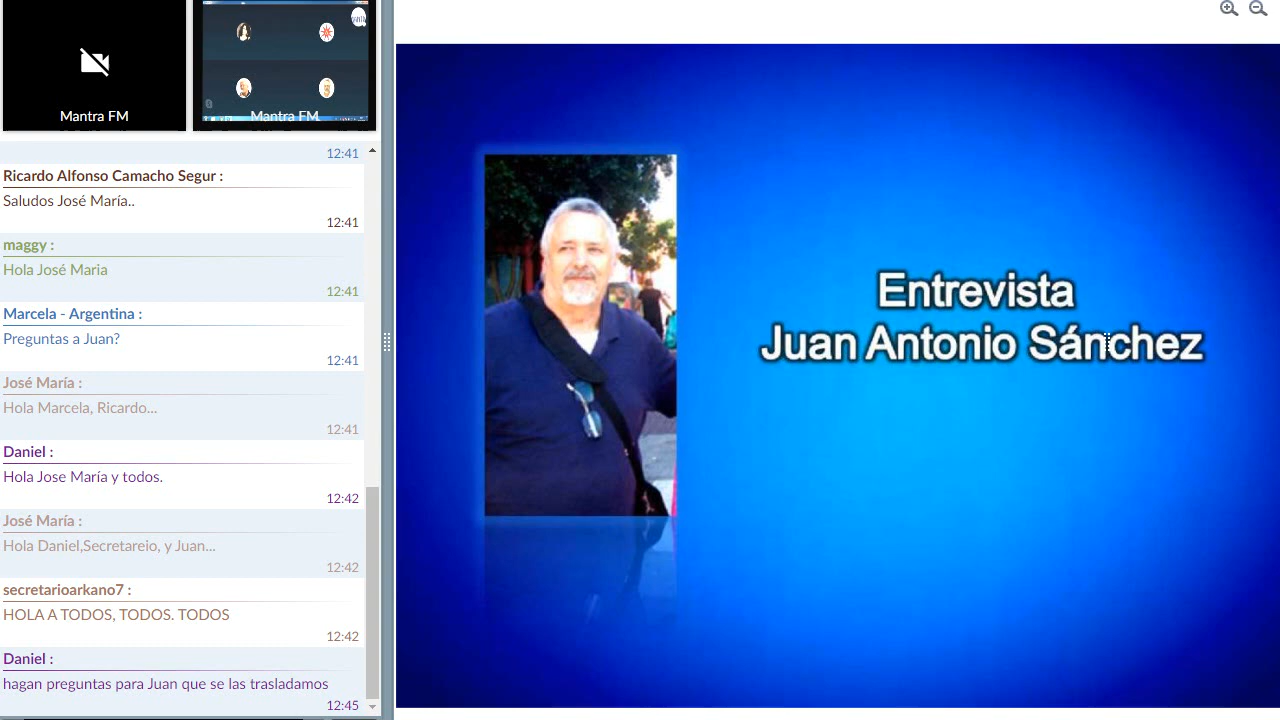 Mantra FM
Mantra FM
12:41
Ricardo Alfonso Camacho Segur :
Saludos José María..
12:41
maggy :
Hola José Maria
12:41
Marcela - Argentina :
Preguntas a Juan?
12:41
José María :
Hola Marcela, Ricardo...
12:41
Daniel :
Hola Jose María y todos.
12:42
José María :
Hola Daniel,Secretareio, y Juan...
12:42
secretarioarkano7 :
HOLA A TODOS, TODOS. TODOS
12:42
Daniel :
hagan preguntas para Juan que se las trasladamos
12:45
Entrevista
Juan Antonio Sánchez